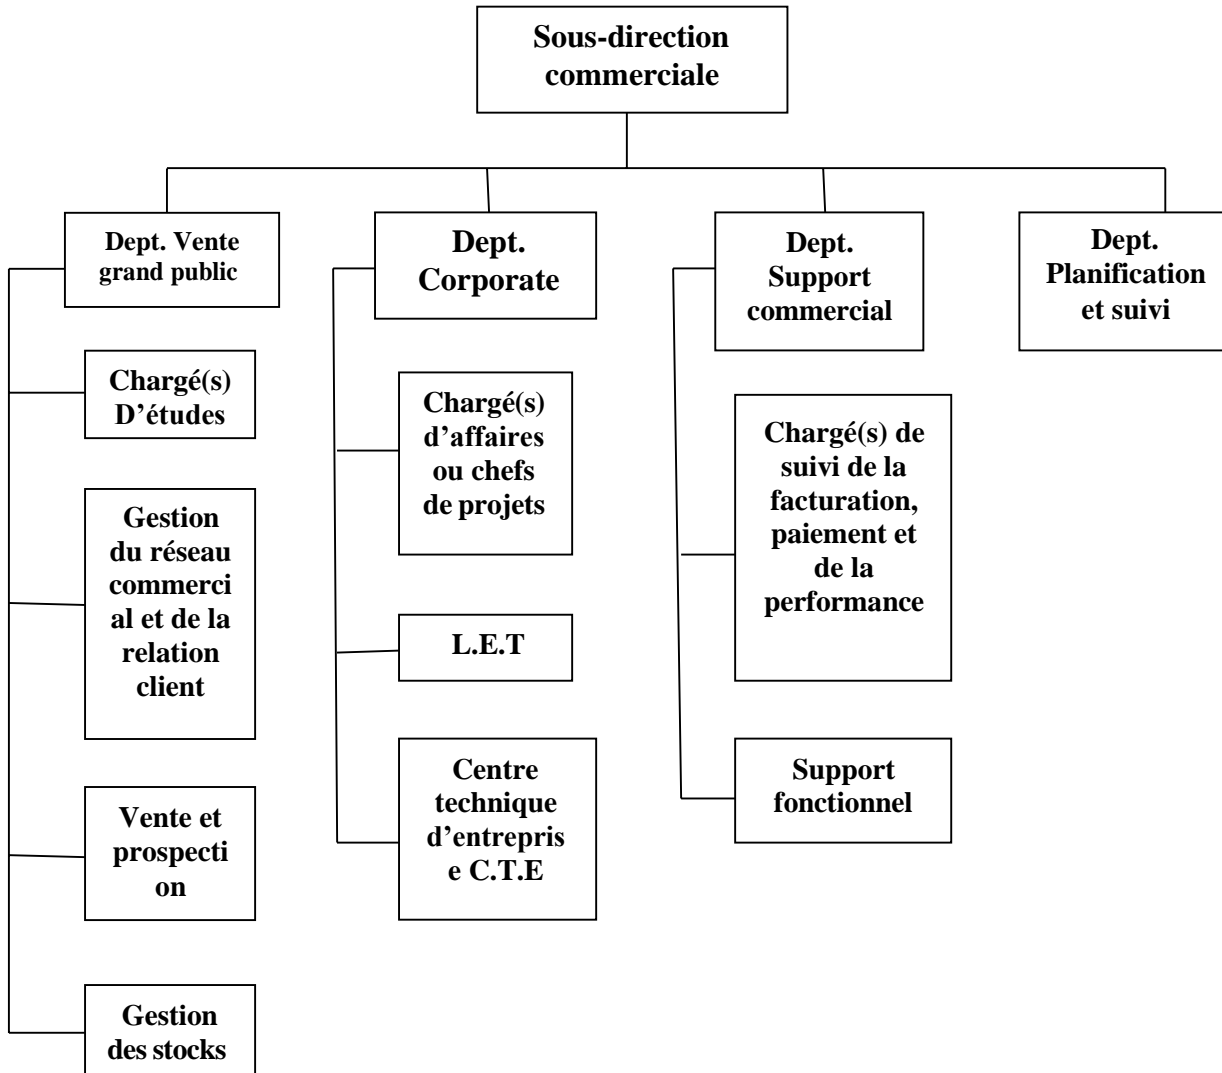 Sous-direction
commerciale
Dept. Vente
grand public
Dept.
Corporate
Dept.
Support
commercial
Dept.
Planification
et suivi
Chargé(s)
D’études
Gestion
du réseau
commerci
al et de la
relation
client
Vente et
prospecti
on
Gestion
des stocks
Chargé(s)
d’affaires
ou chefs
de projets
L.E.T
Centre
technique
d’entrepris
e C.T.E
Chargé(s) de
suivi de la
facturation,
paiement et
de la
performance
Support
fonctionnel